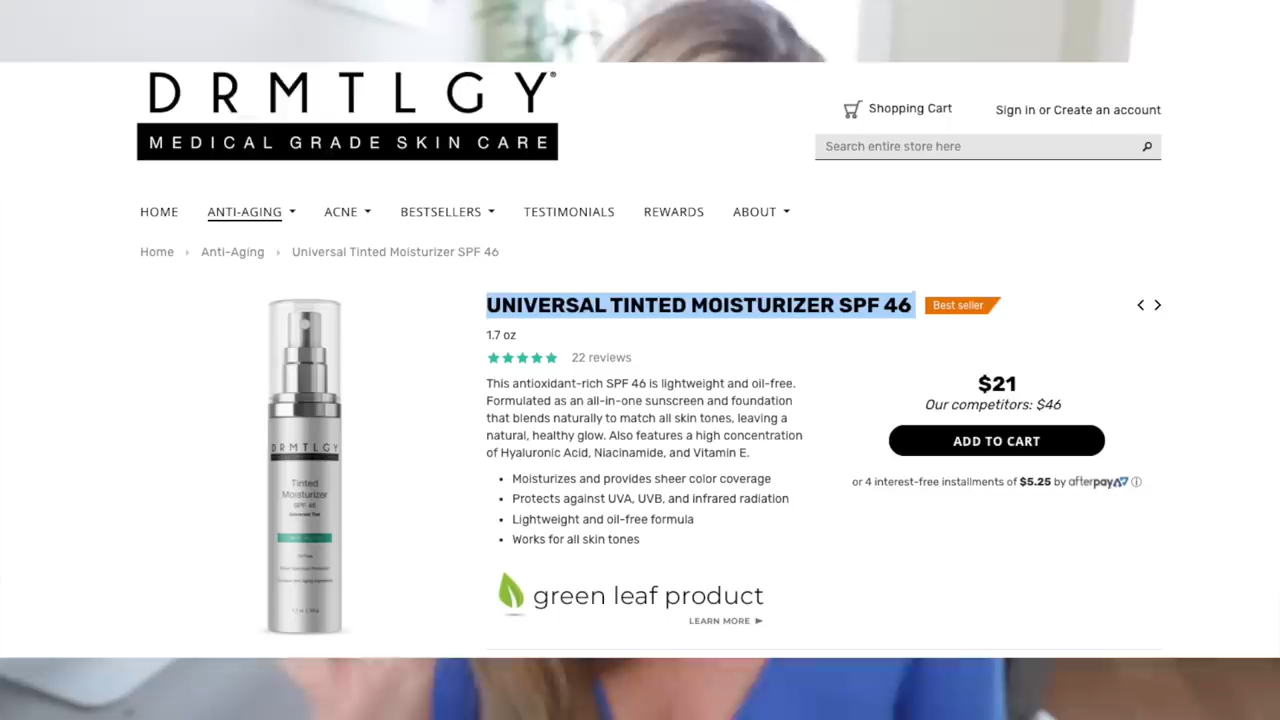 DRMTLGY®
MEDICAL GRADE SKIN CARE
Shopping Cart
Sign in or Create an account
Search entire store here
HOME
ANTI-AGING
ACNE
BESTSELLERS
TESTIMONIALS
REWARDS
ABOUT
Home
Anti-Aging
Universal Tinted Moisturizer SPF 46
UNIVERSAL TINTED MOISTURIZER SPF 46
Best seller
1.7 oz
22 reviews
This antioxidant-rich SPF 46 is lightweight and oil-free.
Formulated as an all-in-one sunscreen and foundation
that blends naturally to match all skin tones, leaving a
natural, healthy glow. Also features a high concentration
of Hyaluronic Acid, Niacinamide, and Vitamin E.
• Moisturizes and provides sheer color coverage
• Protects against UVA, UVB, and infrared radiation
• Lightweight and oil-free formula
• Works for all skin tones
green leaf product
LEARN MORE
$21
Our competitors: $46
ADD TO CART
or 4 interest-free installments of $5.25 by afterpay
DRMTLGY
Tinted
Moisturizer
SPF 46
Universal Tint